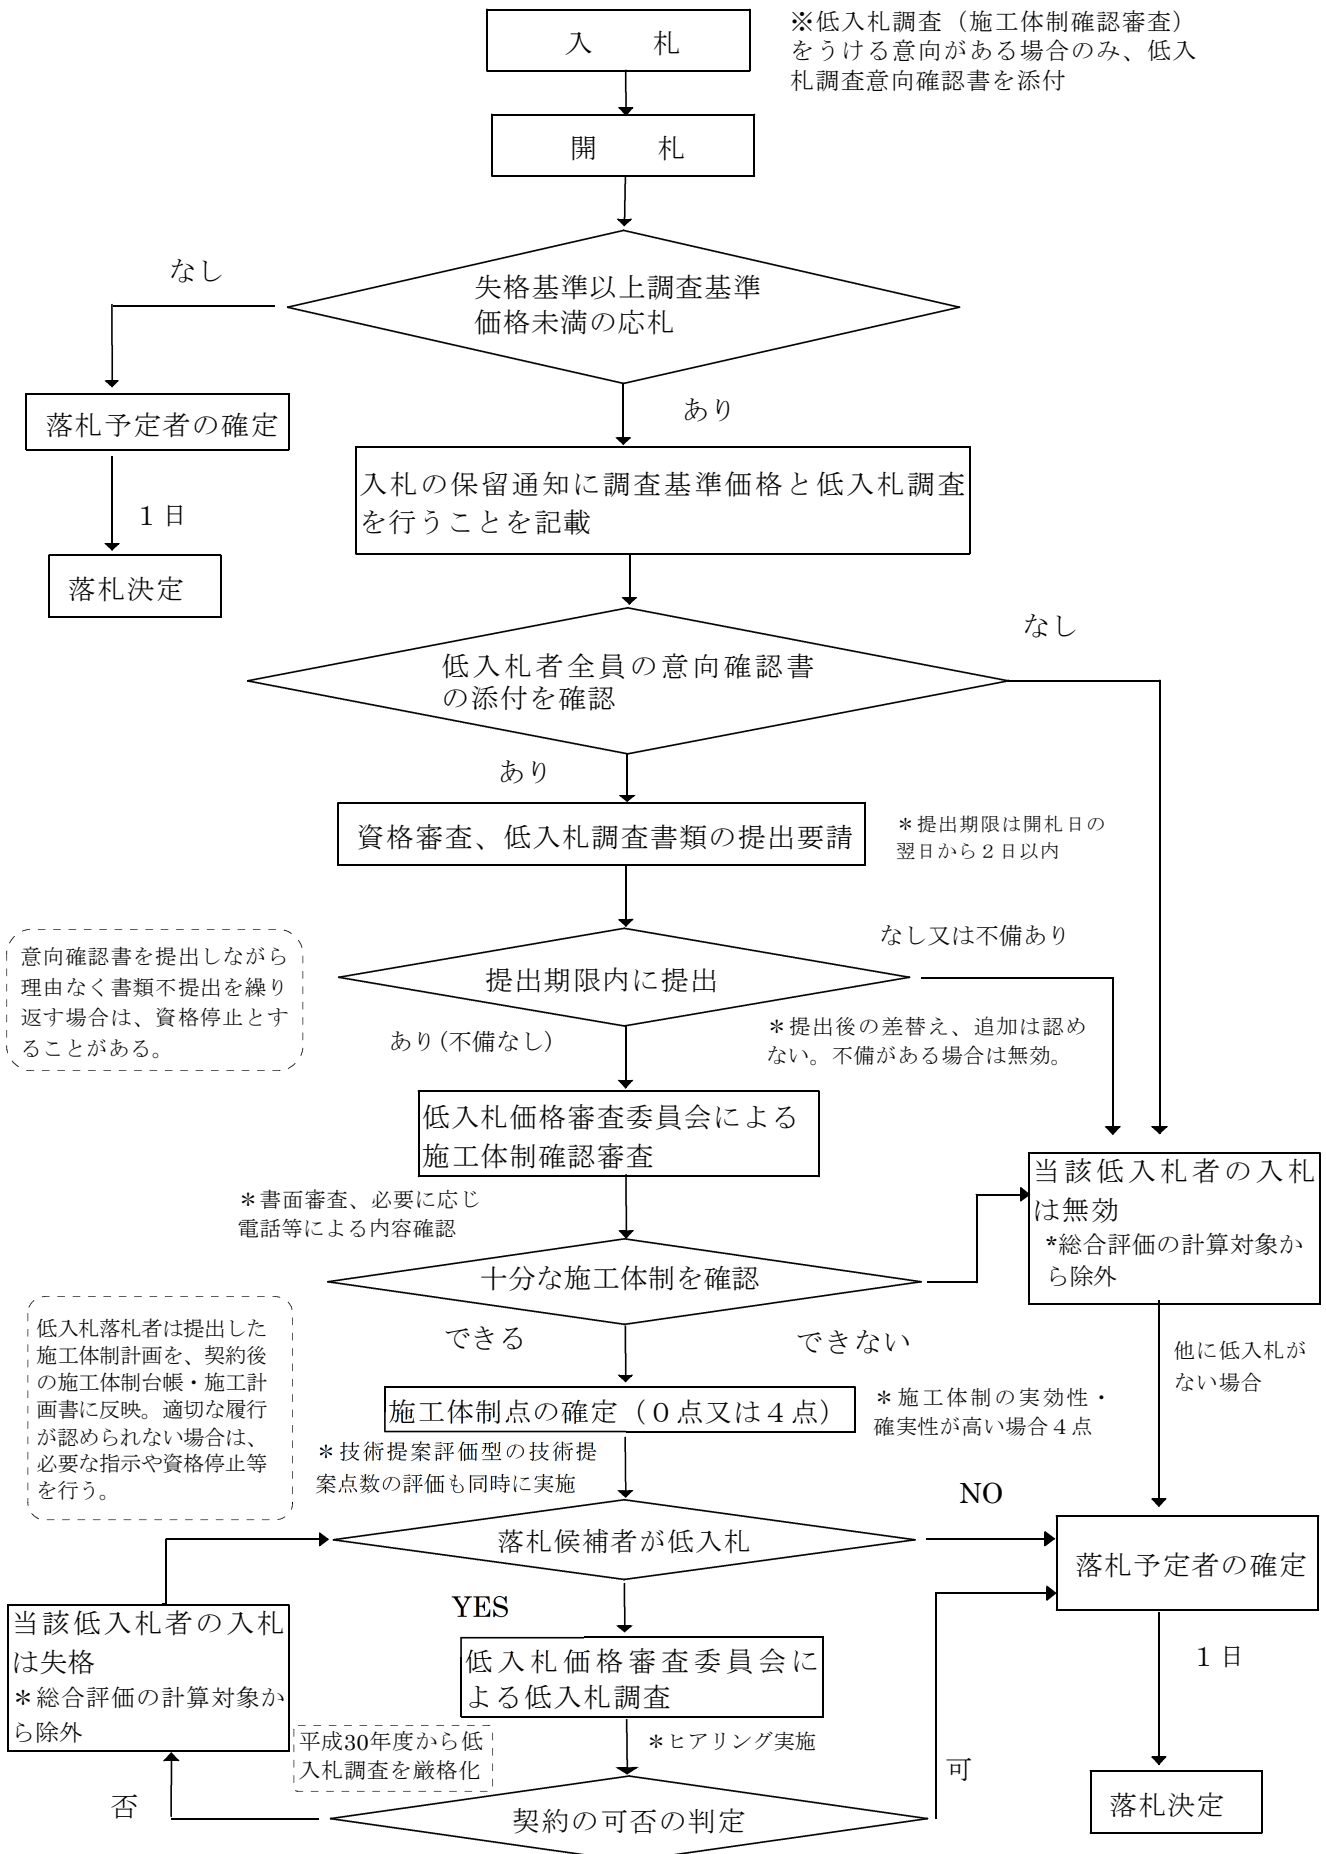 入　　札
※低入札調査（施工体制確認審査）
をうける意向がある場合のみ、低入
札調査意向確認書を添付
開　　札
なし
失格基準以上調査基準
価格未満の応札
あり
落札予定者の確定
入札の保留通知に調査基準価格と低入札調査
を行うことを記載
１日
落札決定
なし
低入札者全員の意向確認書
の添付を確認
あり
資格審査、低入札調査書類の提出要請
＊提出期限は開札日の
翌日から２日以内
なし又は不備あり
意向確認書を提出しながら
理由なく書類不提出を繰り
返す場合は、資格停止とす
ることがある。
提出期限内に提出
あり(不備なし)
＊提出後の差替え、追加は認め
ない。不備がある場合は無効。
低入札価格審査委員会による
施工体制確認審査
当該低入札者の入札
は無効
*総合評価の計算対象か
ら除外
＊書面審査、必要に応じ
電話等による内容確認
十分な施工体制を確認
できる
できない
低入札落札者は提出した
施工体制計画を、契約後
の施工体制台帳・施工計
画書に反映。適切な履行
が認められない場合は、
必要な指示や資格停止等
を行う。
他に低入札が
ない場合
施工体制点の確定（０点又は４点）
＊施工体制の実効性・
確実性が高い場合４点
＊技術提案評価型の技術提
案点数の評価も同時に実施
NO
落札候補者が低入札
落札予定者の確定
YES
当該低入札者の入札
は失格
＊総合評価の計算対象か
ら除外
低入札価格審査委員会に
よる低入札調査
１日
平成30年度から低
入札調査を厳格化
＊ヒアリング実施
可
否
契約の可否の判定
落札決定